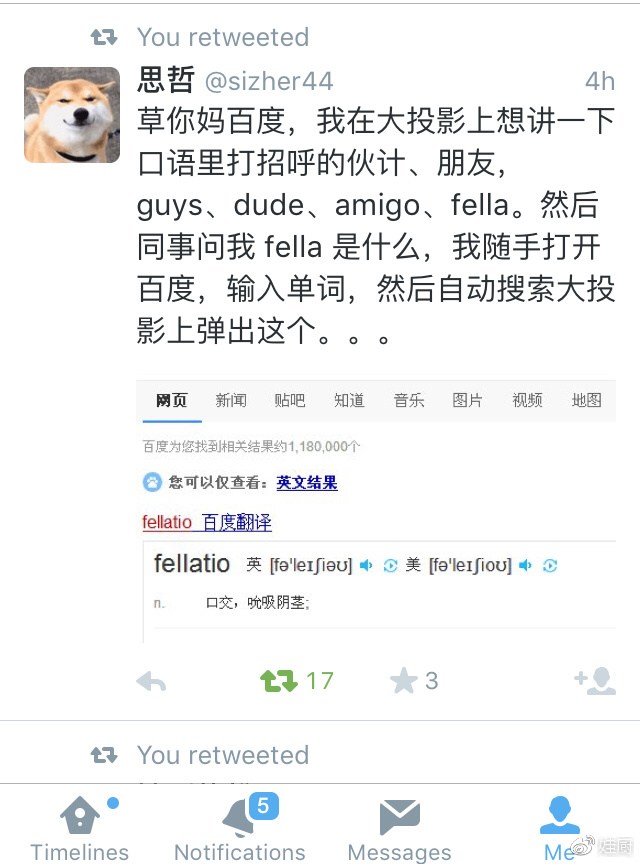 You retweeted
思哲 @sizher44 4h
草你妈百度，我在大投影上想讲一下
口语里打招呼的伙计、朋友，
guys、dude、amigo、fella。然后
同事问我 fella 是什么，我随手打开
百度，输入单词，然后自动搜索大投
影上弹出这个。。。
网页 新闻 贴吧 知道 音乐 图片 视频 地图
百度为您找到相关结果约1,180,000个
您可以仅查看：英文结果
fellatio 百度翻译
fellatio 英 [fə'leɪʃiəʊ] 美 [fə'leɪʃioʊ]
n. 口交，吮吸阴茎;
17 3
You retweeted
5
Timelines Notifications Messages Me